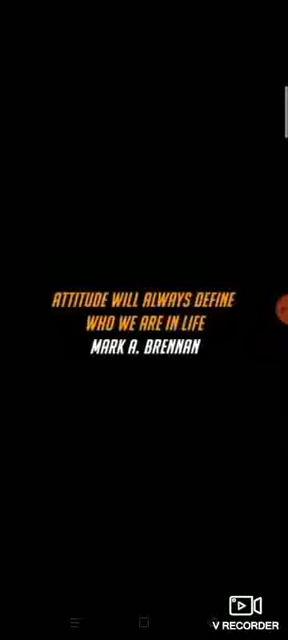 ATTITUDE WILL ALWAYS DEFINE
WHO WE ARE IN LIFE
MARK A. BRENNAN
V RECORDER